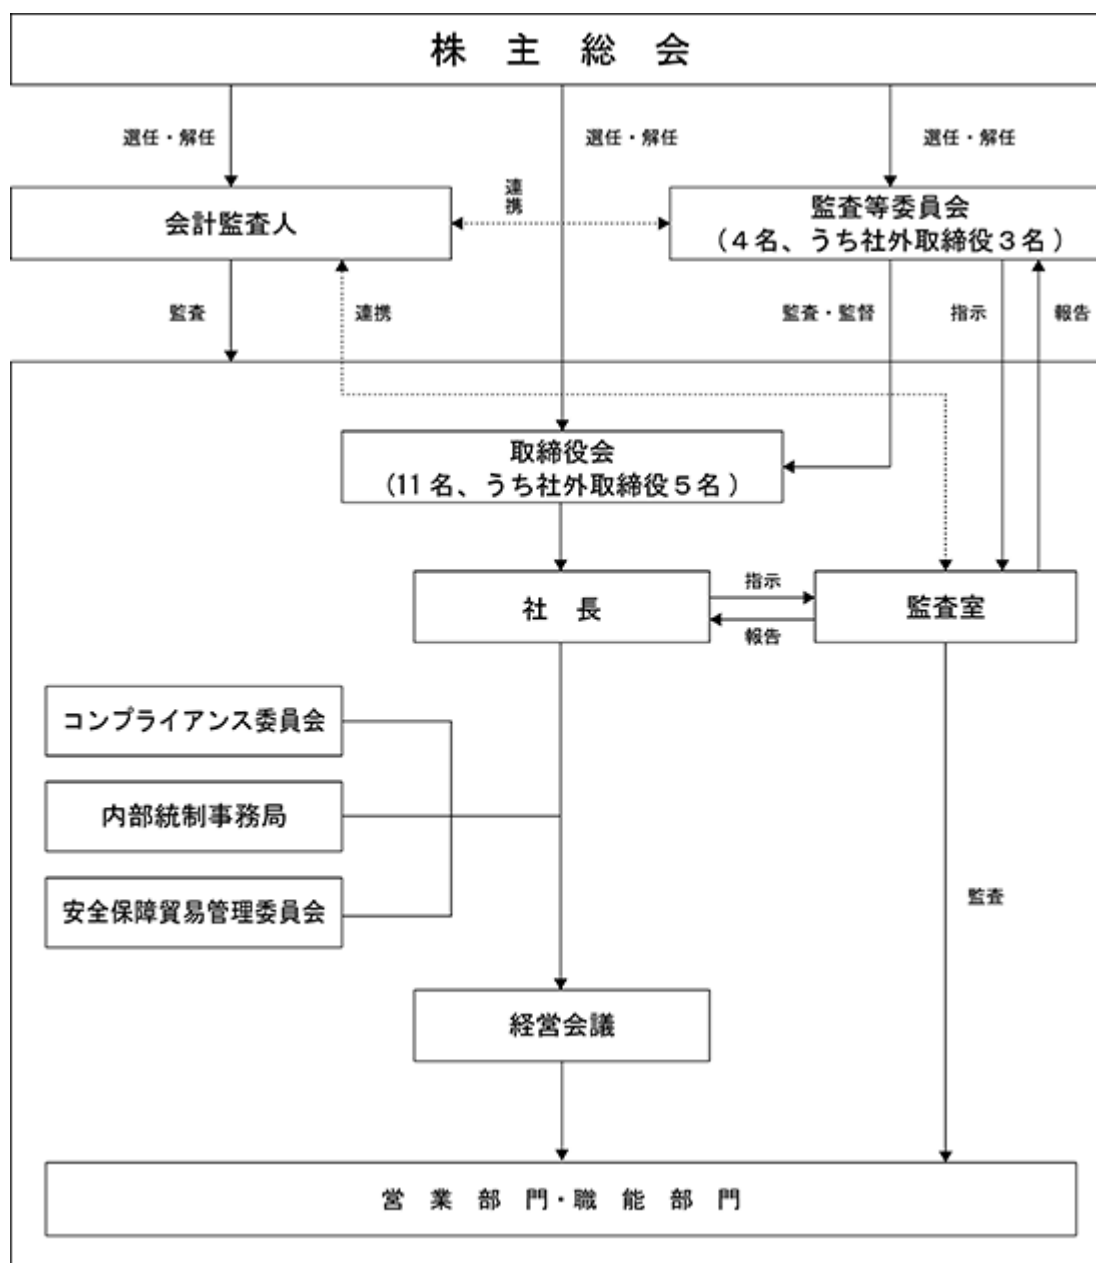 株 主 総 会
選任・解任
選任・解任
選任・解任
会計監査人
連携
監査等委員会
(4名、うち社外取締役3名)
監査
連携
監査・監督
指示
報告
取締役会
(11名、うち社外取締役5名)
社 長
指示
報告
監査室
コンプライアンス委員会
内部統制事務局
安全保障貿易管理委員会
監査
経営会議
営 業 部 門・職 能 部 門